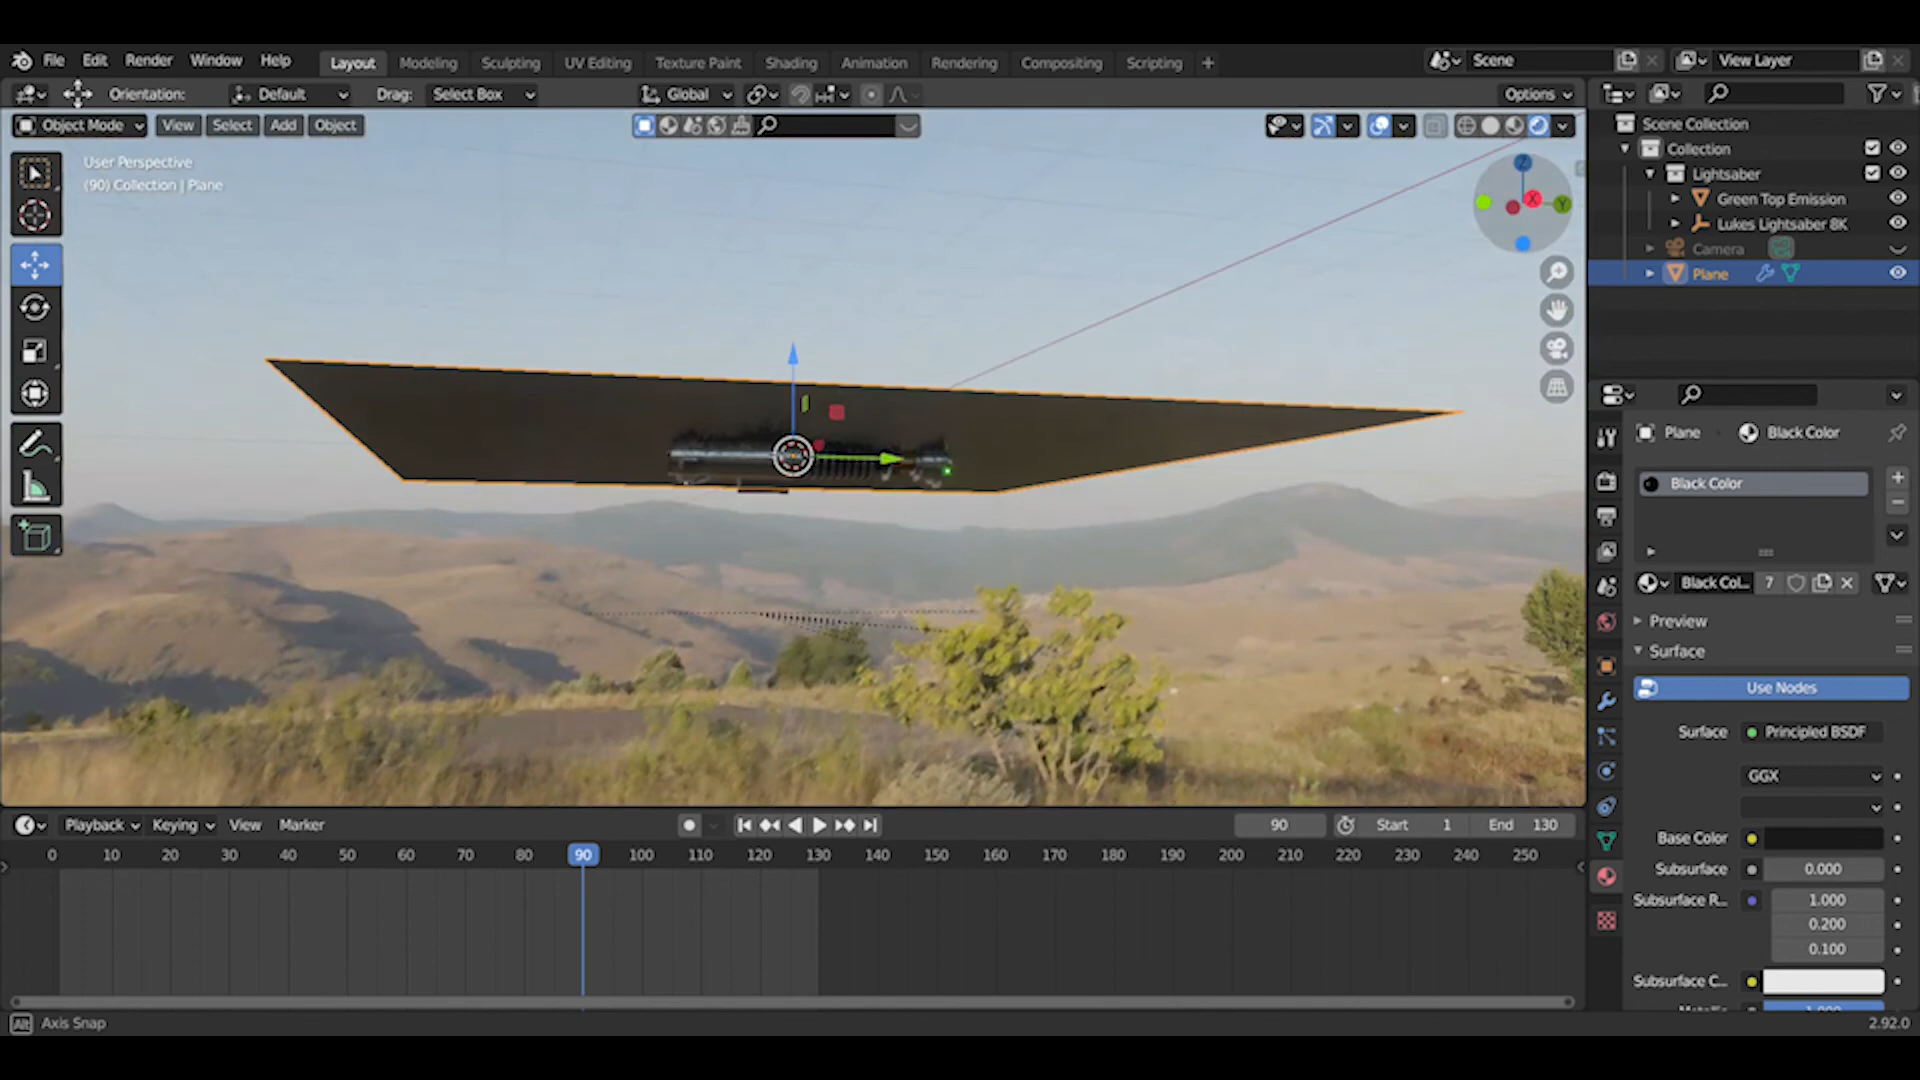 File Edit Render Window Help Layout Modeling Sculpting UV Editing Texture Paint Shading Animation Rendering Compositing Scripting + Scene View Layer
Orientation: Default Drag: Select Box Global Options
Object Mode View Select Add Object
User Perspective
(90) Collection | Plane
Z
X
Y
Scene Collection
Collection
Lightsaber
Green Top Emission
Lukes Lightsaber 8K
Camera
Plane
Plane Black Color
Black Color
Black Col... 7
Preview
Surface
Use Nodes
Surface Principled BSDF
GGX
Base Color
Subsurface 0.000
Subsurface R... 1.000
0.200
0.100
Subsurface C...
Playback Keying View Marker 90 Start 1 End 130
0 10 20 30 40 50 60 70 80 90 100 110 120 130 140 150 160 170 180 190 200 210 220 230 240 250
Alt Axis Snap
2.92.0